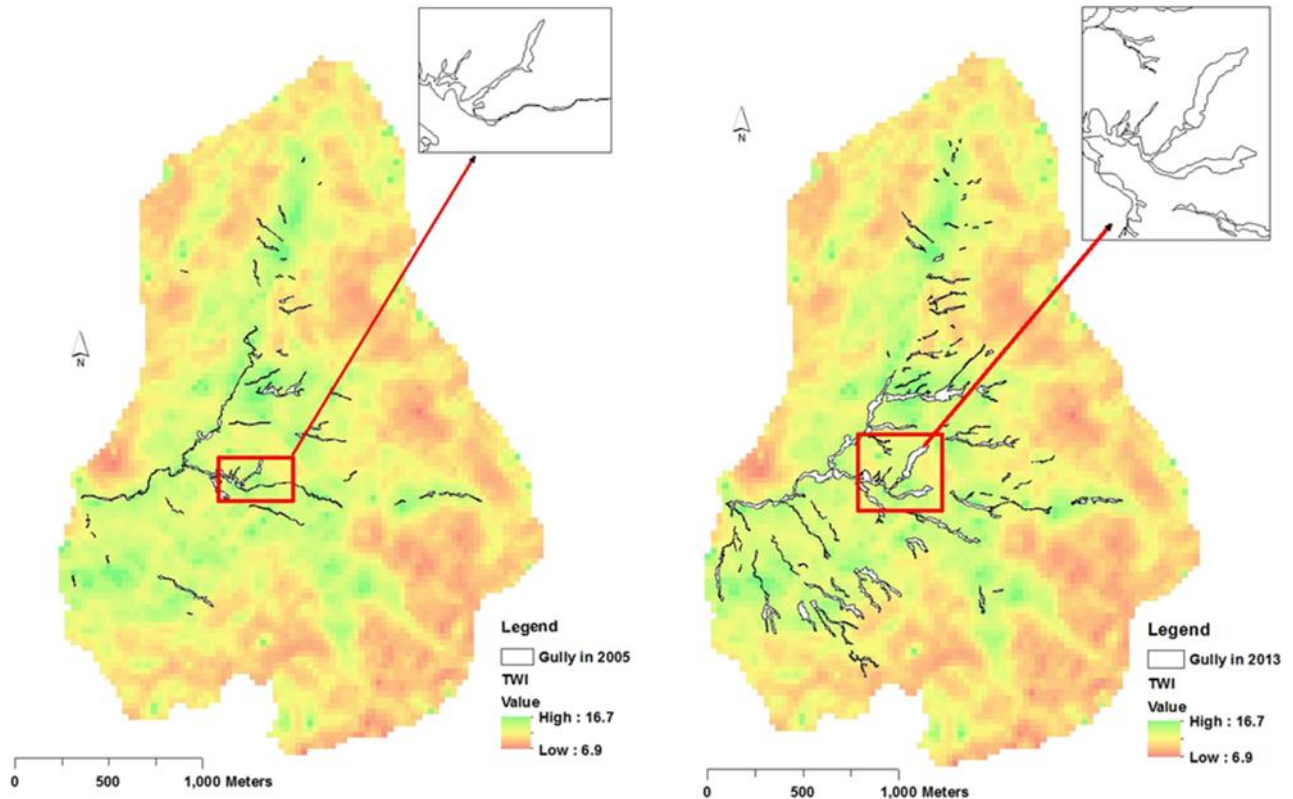 N
Legend
Gully in 2005
TWI
Value
High : 16.7
Low : 6.9
0 500 1,000 Meters
N
Legend
Gully in 2013
TWI
Value
High : 16.7
Low : 6.9
0 500 1,000 Meters